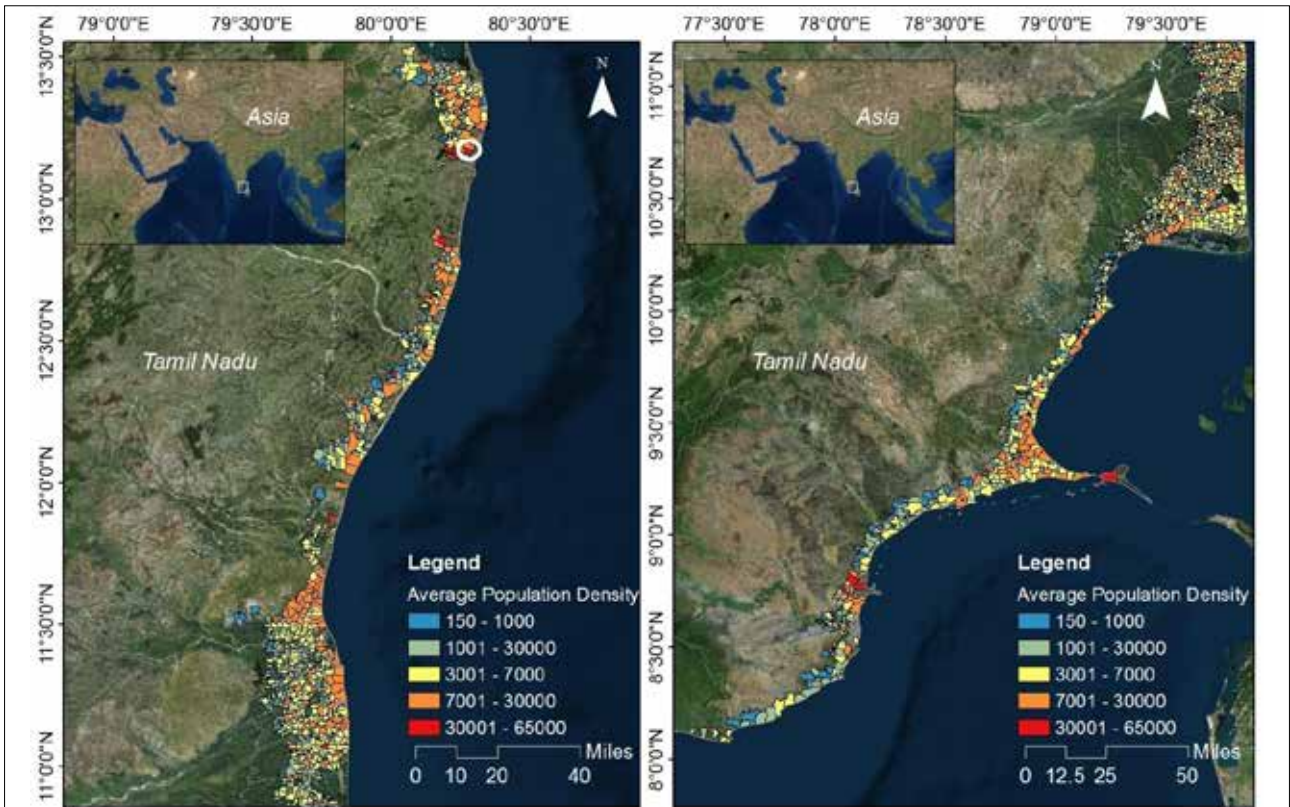 79°0'0"E 79°30'0"E 80°0'0"E 80°30'0"E
13°30'0"N
13°0'0"N
12°30'0"N
12°0'0"N
11°30'0"N
11°0'0"N
Asia
N
Tamil Nadu
Legend
Average Population Density
150 - 1000
1001 - 30000
3001 - 7000
7001 - 30000
30001 - 65000
Miles
0 10 20 40
77°30'0"E 78°0'0"E 78°30'0"E 79°0'0"E 79°30'0"E
11°0'0"N
10°30'0"N
10°0'0"N
9°30'0"N
9°0'0"N
8°30'0"N
8°0'0"N
Asia
N
Tamil Nadu
Legend
Average Population Density
150 - 1000
1001 - 30000
3001 - 7000
7001 - 30000
30001 - 65000
Miles
0 12.5 25 50